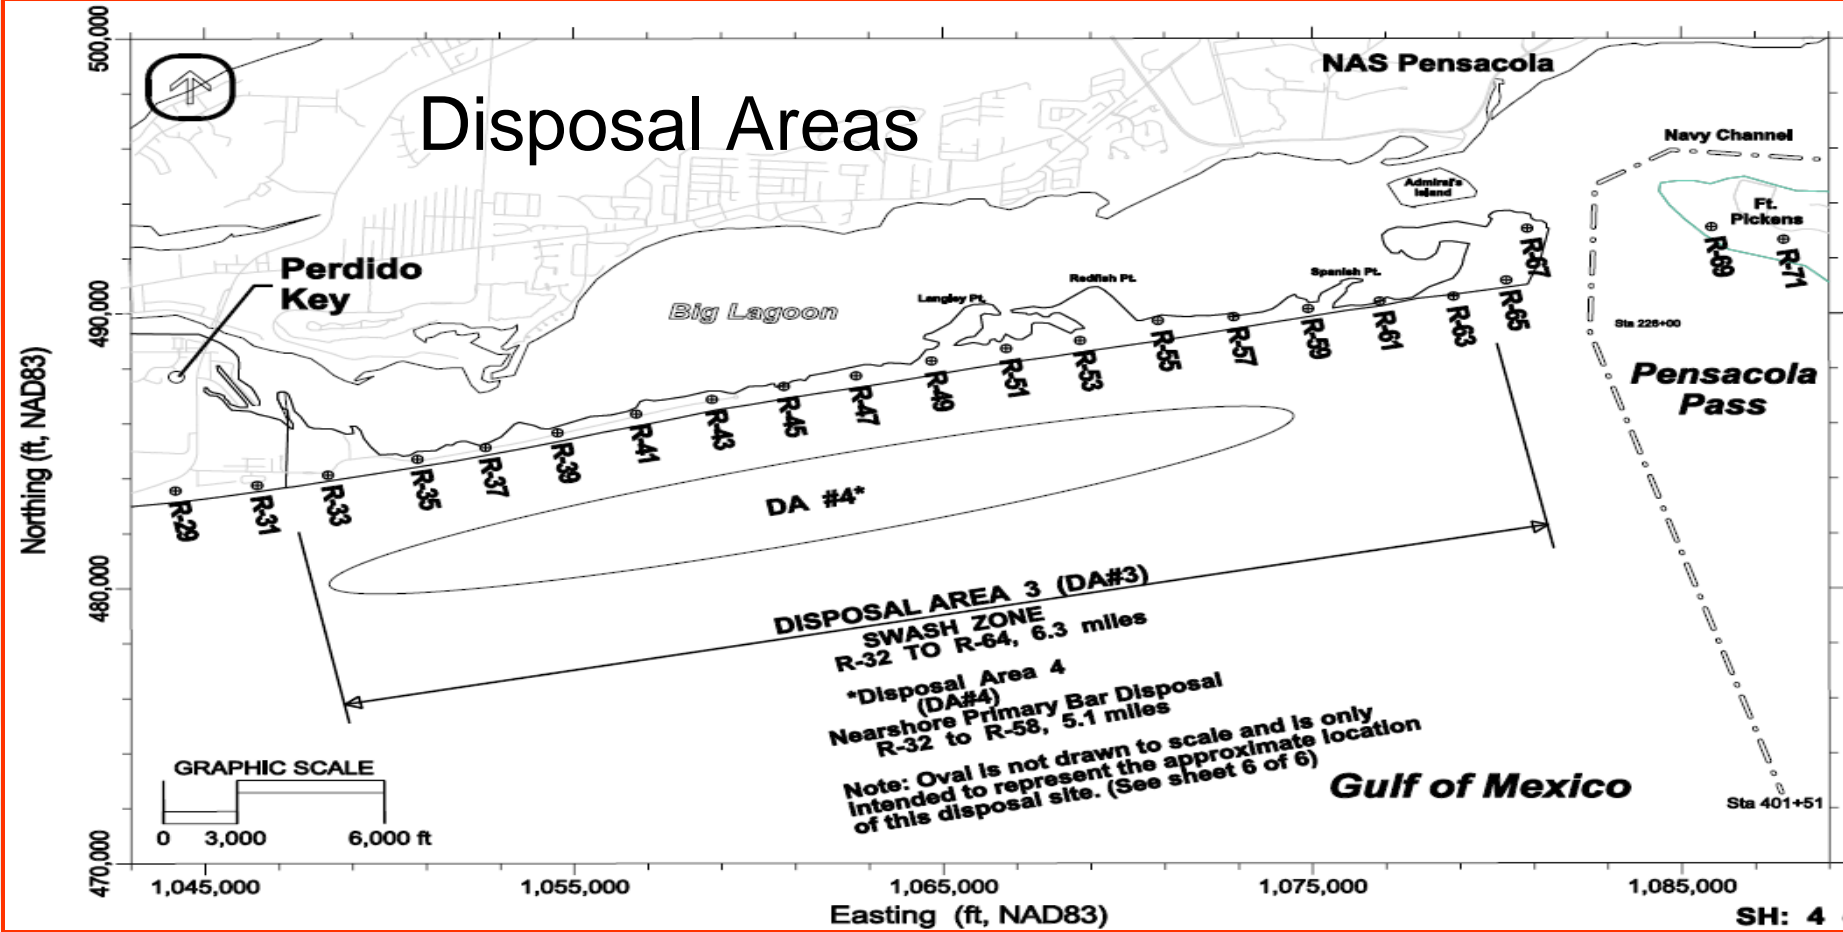 500,000
NAS Pensacola
Disposal Areas
Navy Channel
Admiral's
Island
Ft.
Pickens
R-67
R-69
R-71
Perdido
Key
Spanish Pt.
Redfish Pt.
Langley Pt.
Big Lagoon
490,000
R-65
R-63
R-61
R-59
R-57
R-55
R-53
R-51
R-49
R-47
R-45
R-43
R-41
R-39
R-37
R-35
R-33
R-31
R-29
Sta 226+00
Pensacola
Pass
Northing (ft, NAD83)
DA #4*
480,000
DISPOSAL AREA 3 (DA#3)
SWASH ZONE
R-32 TO R-64, 6.3 miles
*Disposal Area 4
(DA#4)
Nearshore Primary Bar Disposal
R-32 to R-58, 5.1 miles
Note: Oval is not drawn to scale and is only
intended to represent the approximate location
of this disposal site. (See sheet 6 of 6)
Gulf of Mexico
Sta 401+51
GRAPHIC SCALE
0 3,000 6,000 ft
470,000
1,045,000 1,055,000 1,065,000 1,075,000 1,085,000
Easting (ft, NAD83)
SH: 4